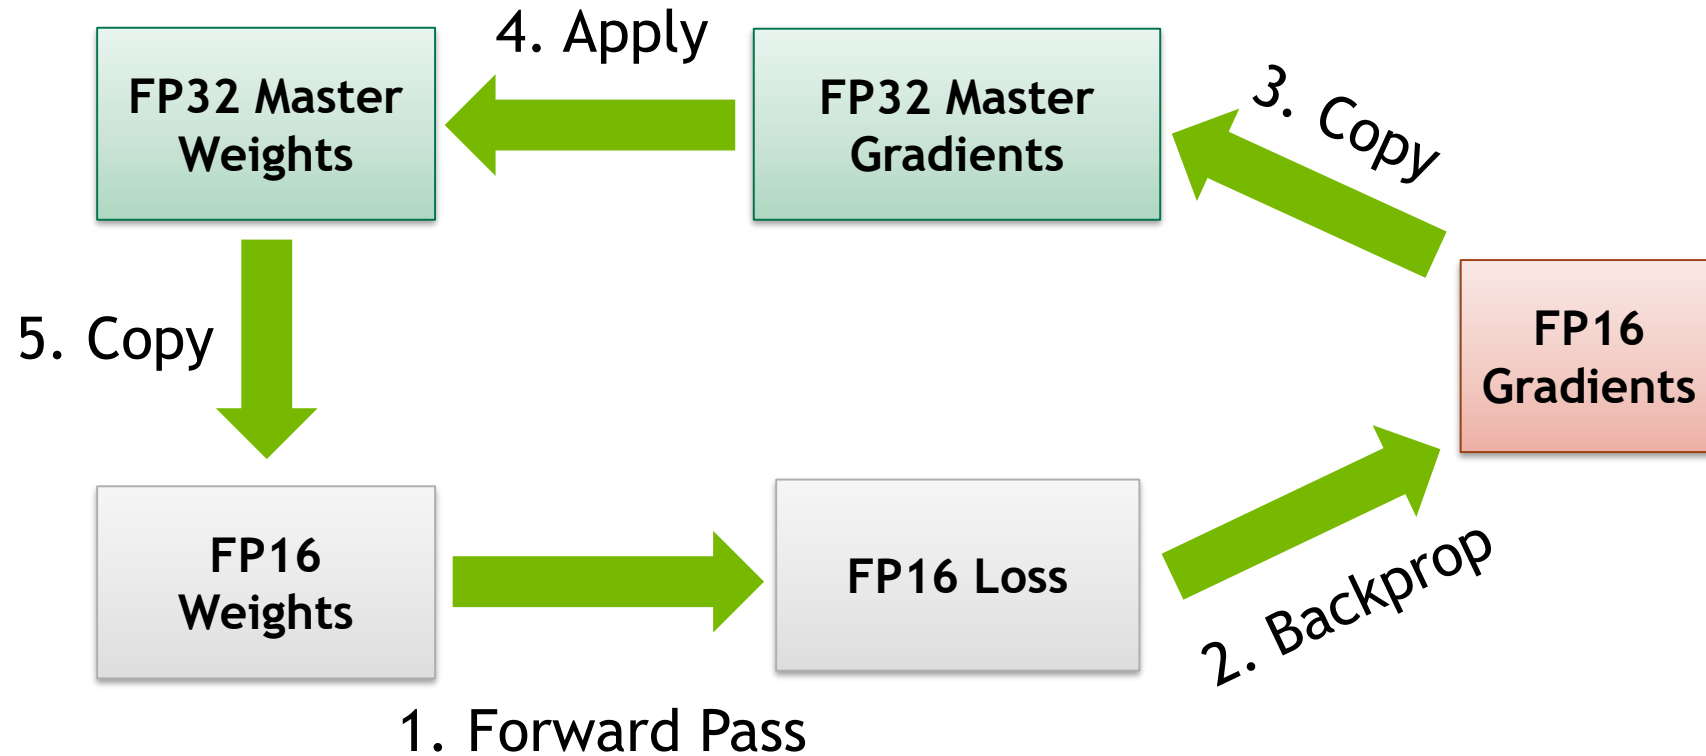 4. Apply
FP32 Master
Weights
FP32 Master
Gradients
3. Copy
5. Copy
FP16
Gradients
FP16
Weights
FP16 Loss
2. Backprop
1. Forward Pass